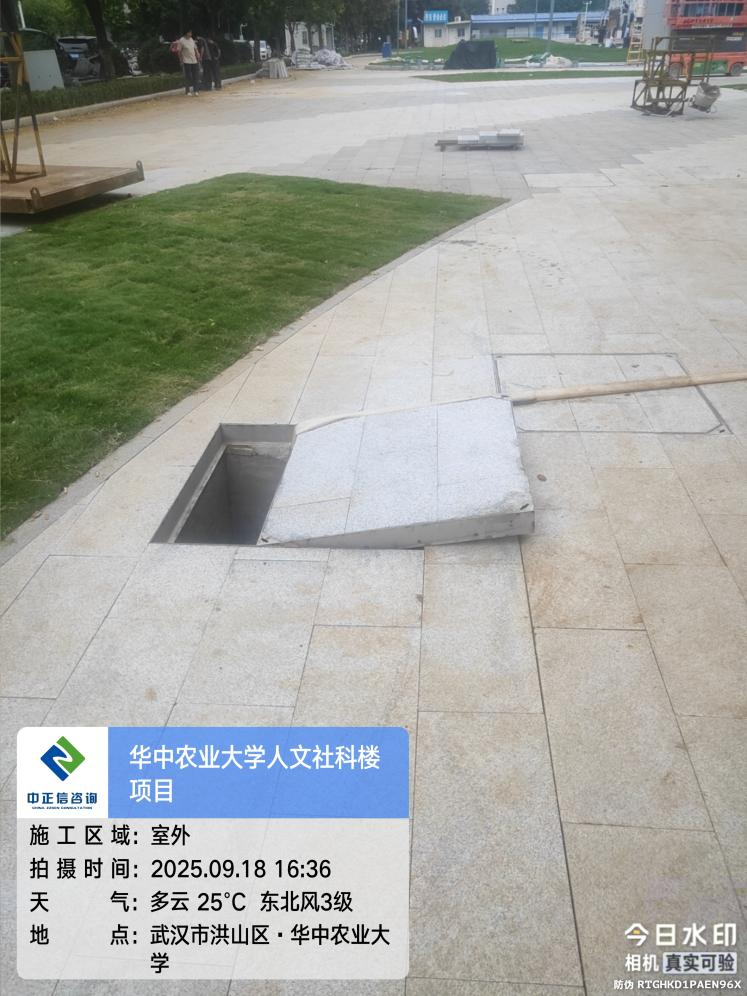 华中农业大学人文社科楼
项目
中正信咨询
施工区域：室外
拍摄时间：2025.09.18 16:36
天气：多云 25℃ 东北风3级
地点：武汉市洪山区·华中农业大
学
今日水印
相机 真实可验
防伪 RTGHKD1PAEN96X